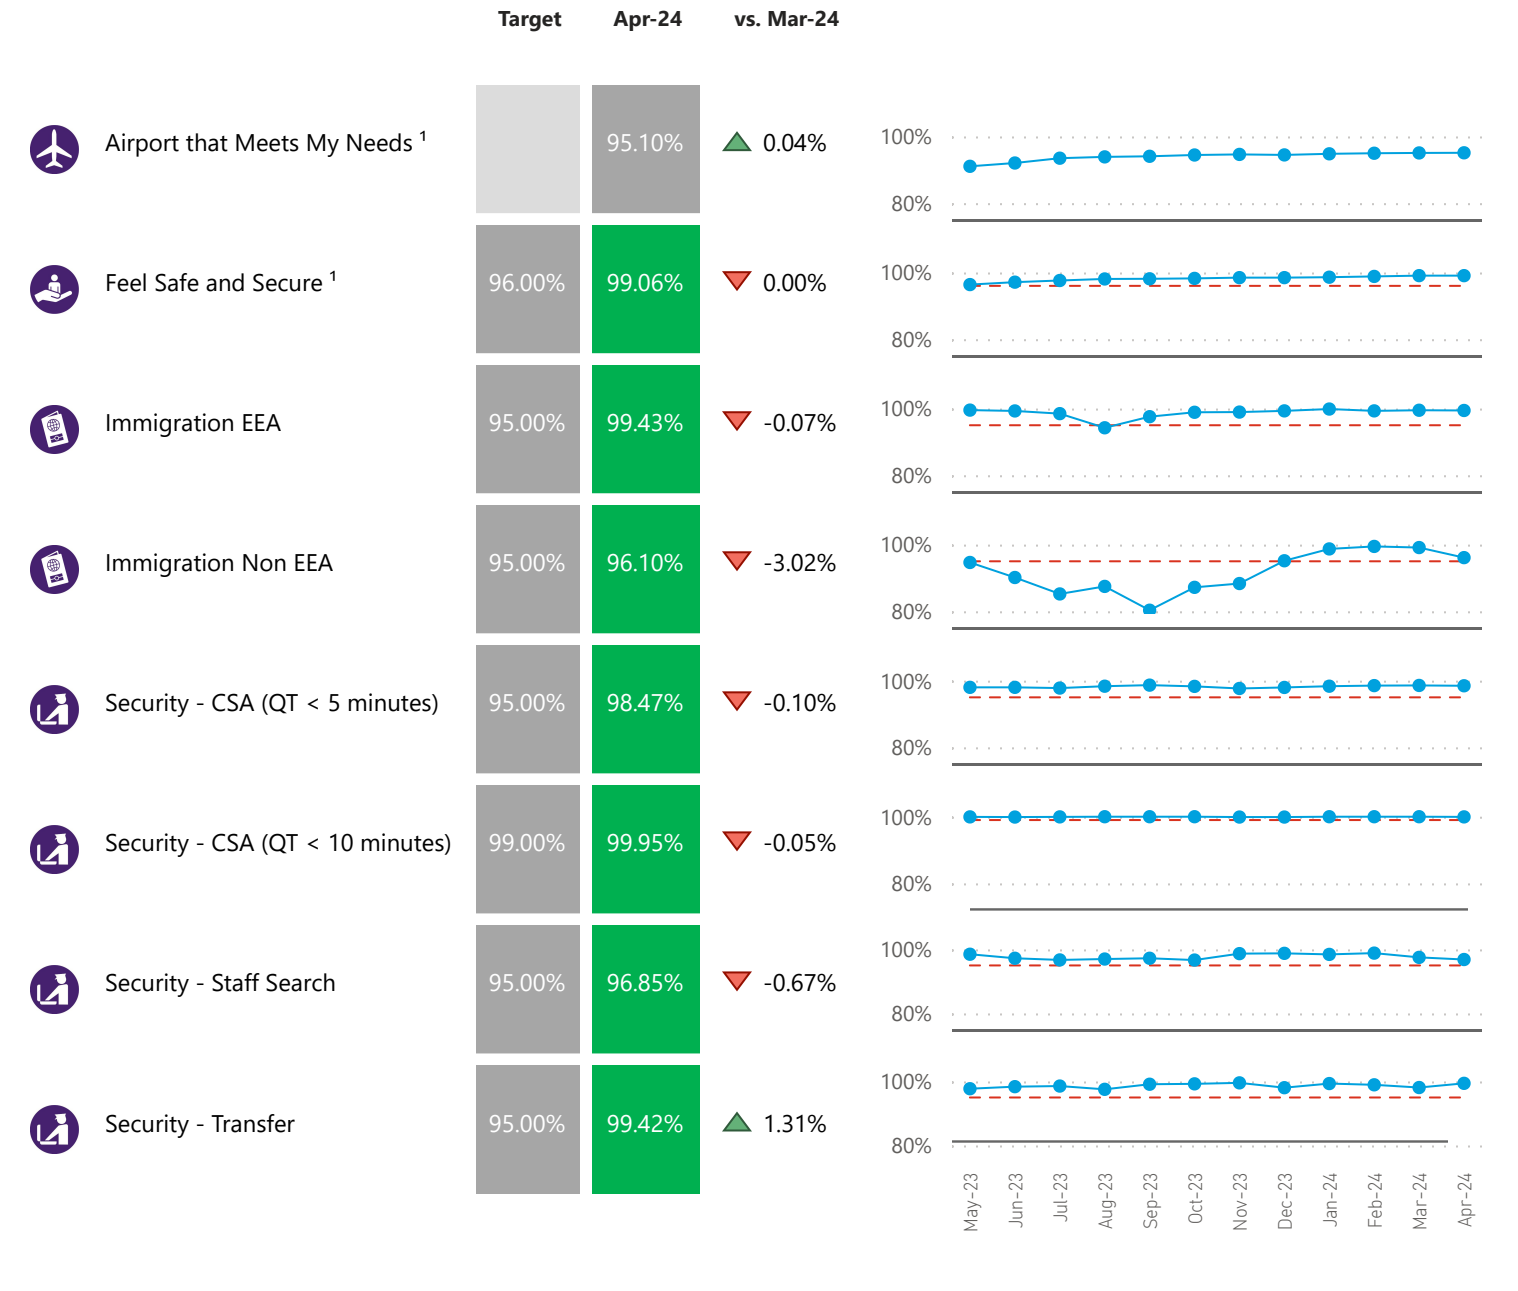 Target Apr-24 vs. Mar-24
Airport that Meets My Needs ¹ 95.10% 0.04% 100%
80%
Feel Safe and Secure ¹ 96.00% 99.06% 0.00% 100%
80%
Immigration EEA 95.00% 99.43% -0.07% 100%
80%
Immigration Non EEA 95.00% 96.10% -3.02% 100%
80%
Security - CSA (QT < 5 minutes) 95.00% 98.47% -0.10% 100%
80%
Security - CSA (QT < 10 minutes) 99.00% 99.95% -0.05% 100%
80%
Security - Staff Search 95.00% 96.85% -0.67% 100%
80%
Security - Transfer 95.00% 99.42% 1.31% 100%
80%
May-23 Jun-23 Jul-23 Aug-23 Sep-23 Oct-23 Nov-23 Dec-23 Jan-24 Feb-24 Mar-24 Apr-24